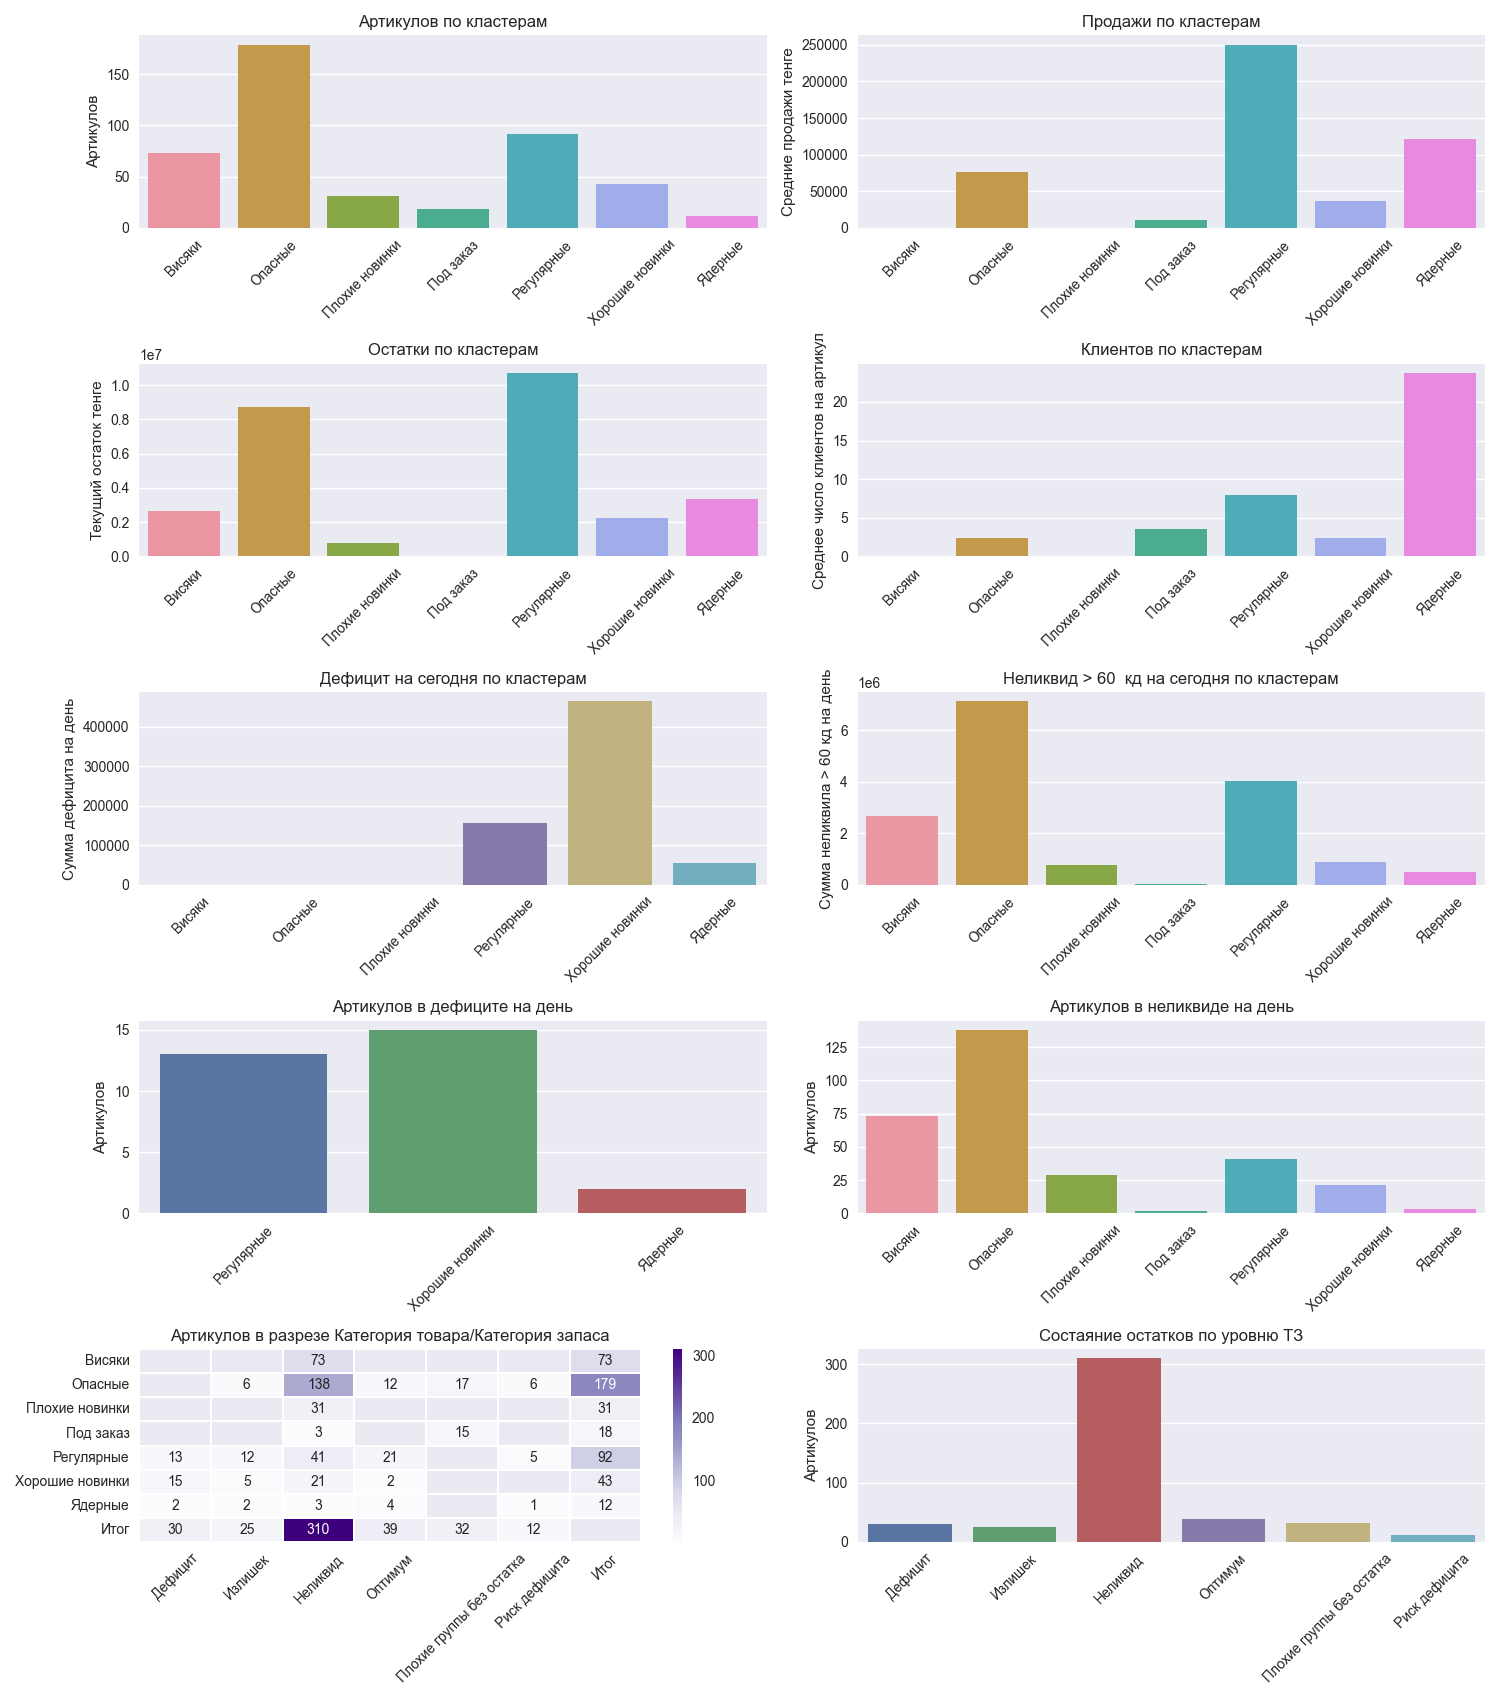 Артикулов по кластерам
Артикулов
150
100
50
0
Висяки
Опасные
Плохие новинки
Под заказ
Регулярные
Хорошие новинки
Ядерные
Продажи по кластерам
Средние продажи тенге
250000
200000
150000
100000
50000
0
Висяки
Опасные
Плохие новинки
Под заказ
Регулярные
Хорошие новинки
Ядерные
Остатки по кластерам
1e7
Текущий остаток тенге
1.0
0.8
0.6
0.4
0.2
0.0
Висяки
Опасные
Плохие новинки
Под заказ
Регулярные
Хорошие новинки
Ядерные
Клиентов по кластерам
Среднее число клиентов на артикул
20
15
10
5
0
Висяки
Опасные
Плохие новинки
Под заказ
Регулярные
Хорошие новинки
Ядерные
Дефицит на сегодня по кластерам
Сумма дефицита на день
400000
300000
200000
100000
0
Висяки
Опасные
Плохие новинки
Регулярные
Хорошие новинки
Ядерные
Неликвид > 60 кд на сегодня по кластерам
1e6
Сумма неликвила > 60 кд на день
6
4
2
0
Висяки
Опасные
Плохие новинки
Под заказ
Регулярные
Хорошие новинки
Ядерные
Артикулов в дефиците на день
Артикулов
15
10
5
0
Регулярные
Хорошие новинки
Ядерные
Артикулов в неликвиде на день
Артикулов
125
100
75
50
25
0
Висяки
Опасные
Плохие новинки
Под заказ
Регулярные
Хорошие новинки
Ядерные
Артикулов в разрезе Категория товара/Категория запаса
Висяки 73 73
Опасные 6 138 12 17 6 179
Плохие новинки 31 31
Под заказ 3 15 18
Регулярные 13 12 41 21 5 92
Хорошие новинки 15 5 21 2 43
Ядерные 2 2 3 4 1 12
Итог 30 25 310 39 32 12
Дефицит
Излишек
Неликвид
Оптимум
Плохие группы без остатка
Риск дефицита
Итог
300
200
100
Состаяние остатков по уровню ТЗ
Артикулов
300
200
100
0
Дефицит
Излишек
Неликвид
Оптимум
Плохие группы без остатка
Риск дефицита